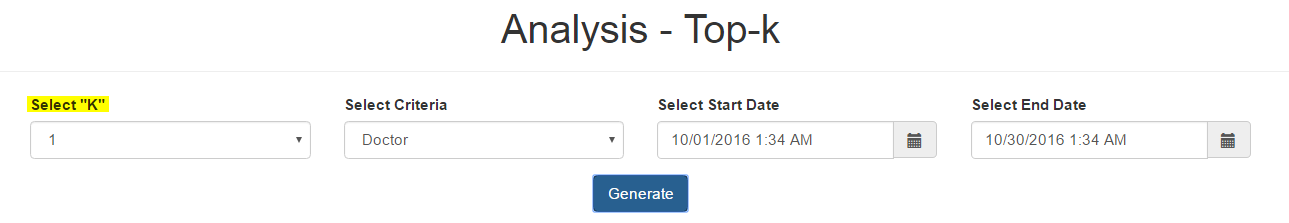 Analysis - Top-k
Select "K" Select Criteria Select Start Date Select End Date
1 Doctor 10/01/2016 1:34 AM 10/30/2016 1:34 AM
Generate